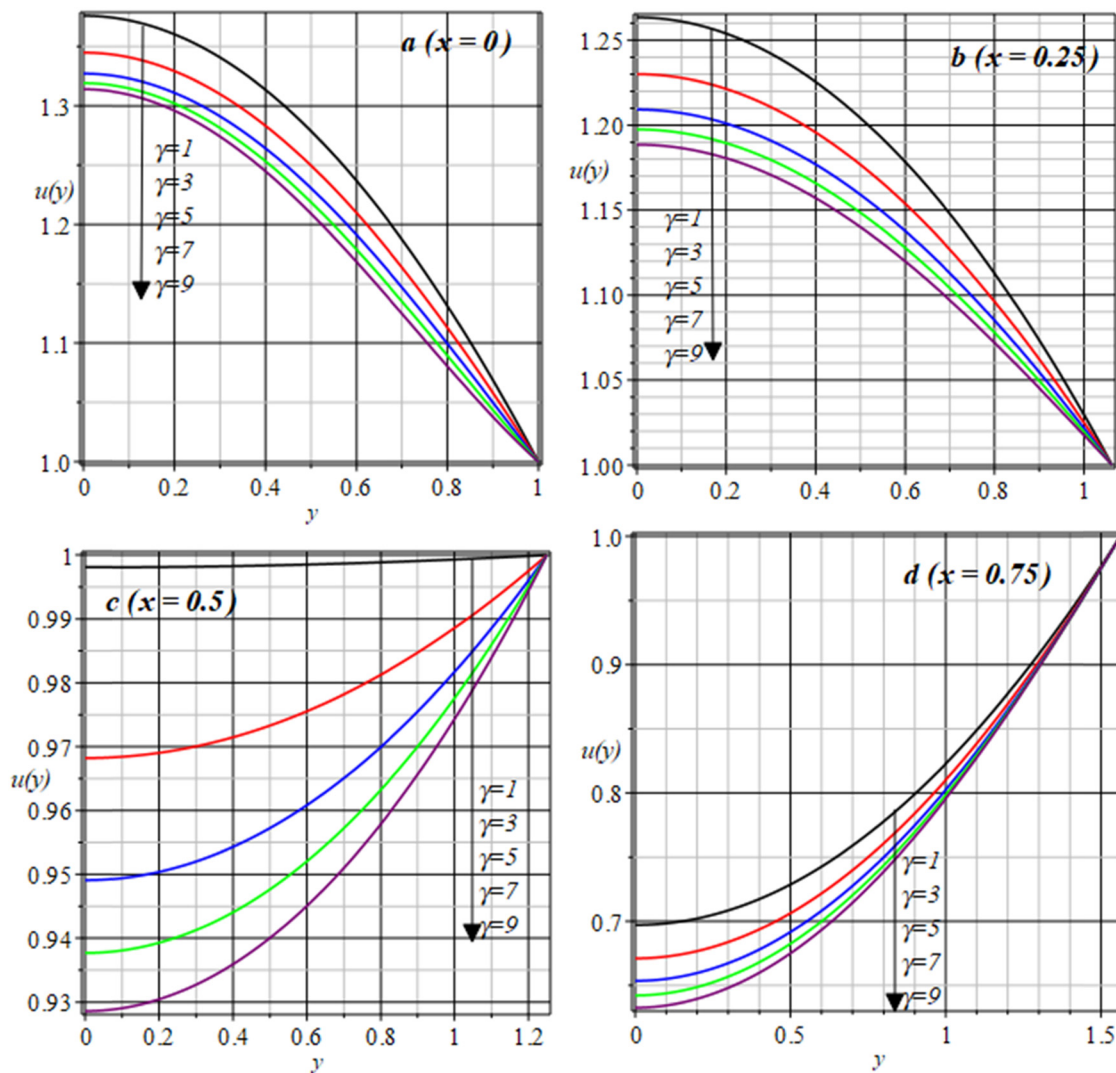 a (x = 0)
1.3
1.2
1.1
1.0
u(y)
γ=1
γ=3
γ=5
γ=7
γ=9
0 0.2 0.4 0.6 0.8 1
y
b (x = 0.25)
1.25
1.20
1.15
1.10
1.05
1.00
u(y)
γ=1
γ=3
γ=5
γ=7
γ=9
0 0.2 0.4 0.6 0.8 1
c (x = 0.5)
1
0.99
0.98
0.97
0.96
0.95
0.94
0.93
u(y)
γ=1
γ=3
γ=5
γ=7
γ=9
0 0.2 0.4 0.6 0.8 1 1.2
y
d (x = 0.75)
1.0
0.9
0.8
0.7
u(y)
γ=1
γ=3
γ=5
γ=7
γ=9
0 0.5 1 1.5
y